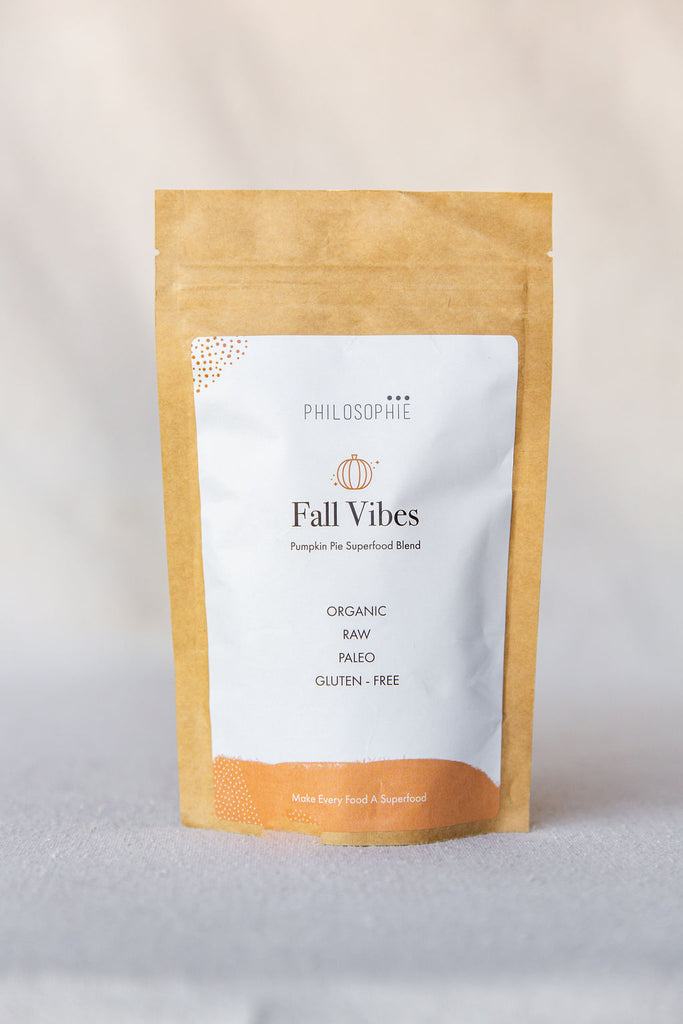 PHILOSOPHIE
Fall Vibes
Pumpkin Pie Superfood Blend
ORGANIC
RAW
PALEO
GLUTEN - FREE
Make Every Food A Superfood